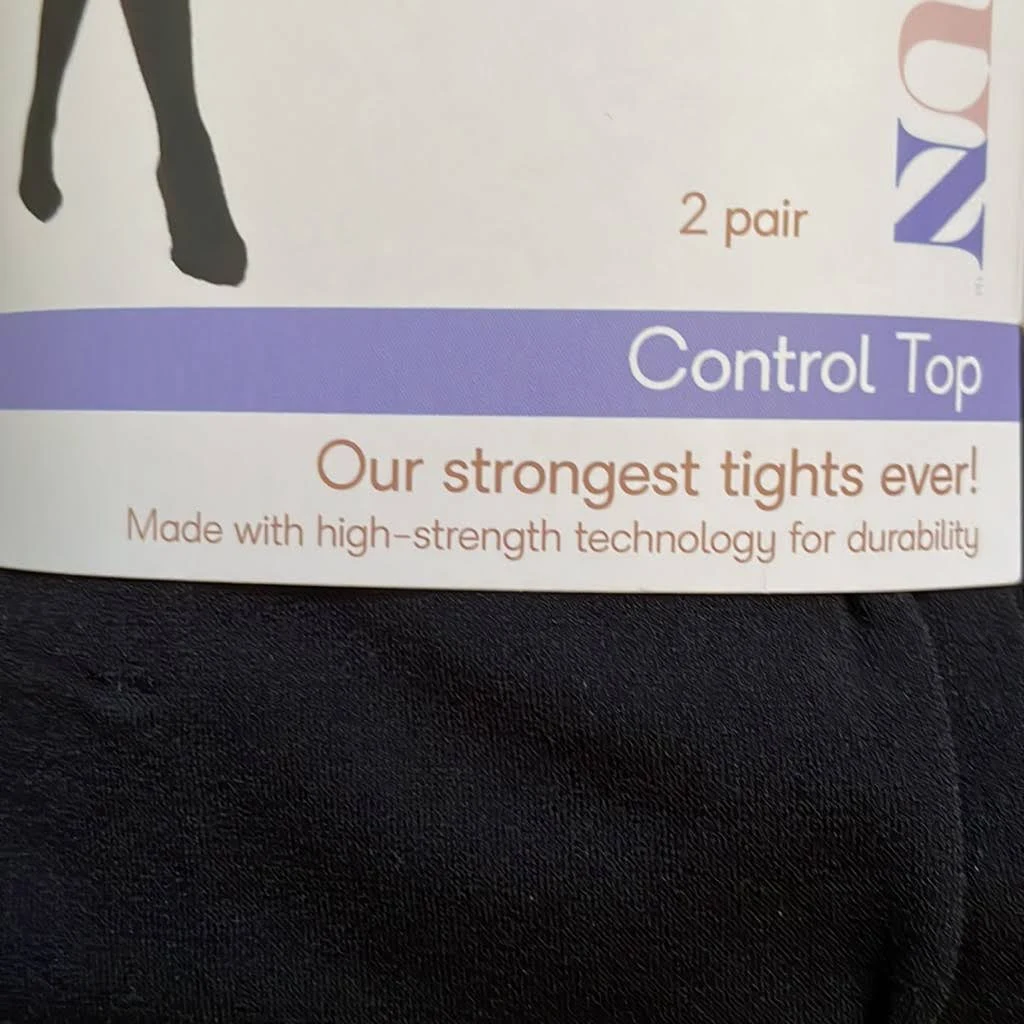 2 pair
Control Top
Our strongest tights ever!
Made with high-strength technology for durability